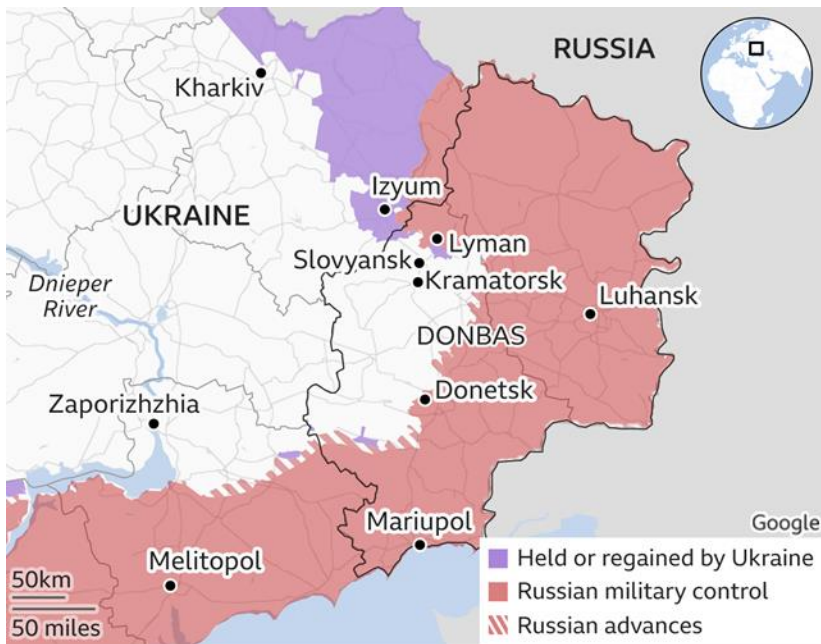 RUSSIA
Kharkiv
Izyum
UKRAINE
Lyman
Slovyansk
Kramatorsk
Dnieper
River
Luhansk
DONBAS
Donetsk
Zaporizhzhia
Google
Mariupol
Melitopol
50km
50 miles
Held or regained by Ukraine
Russian military control
Russian advances